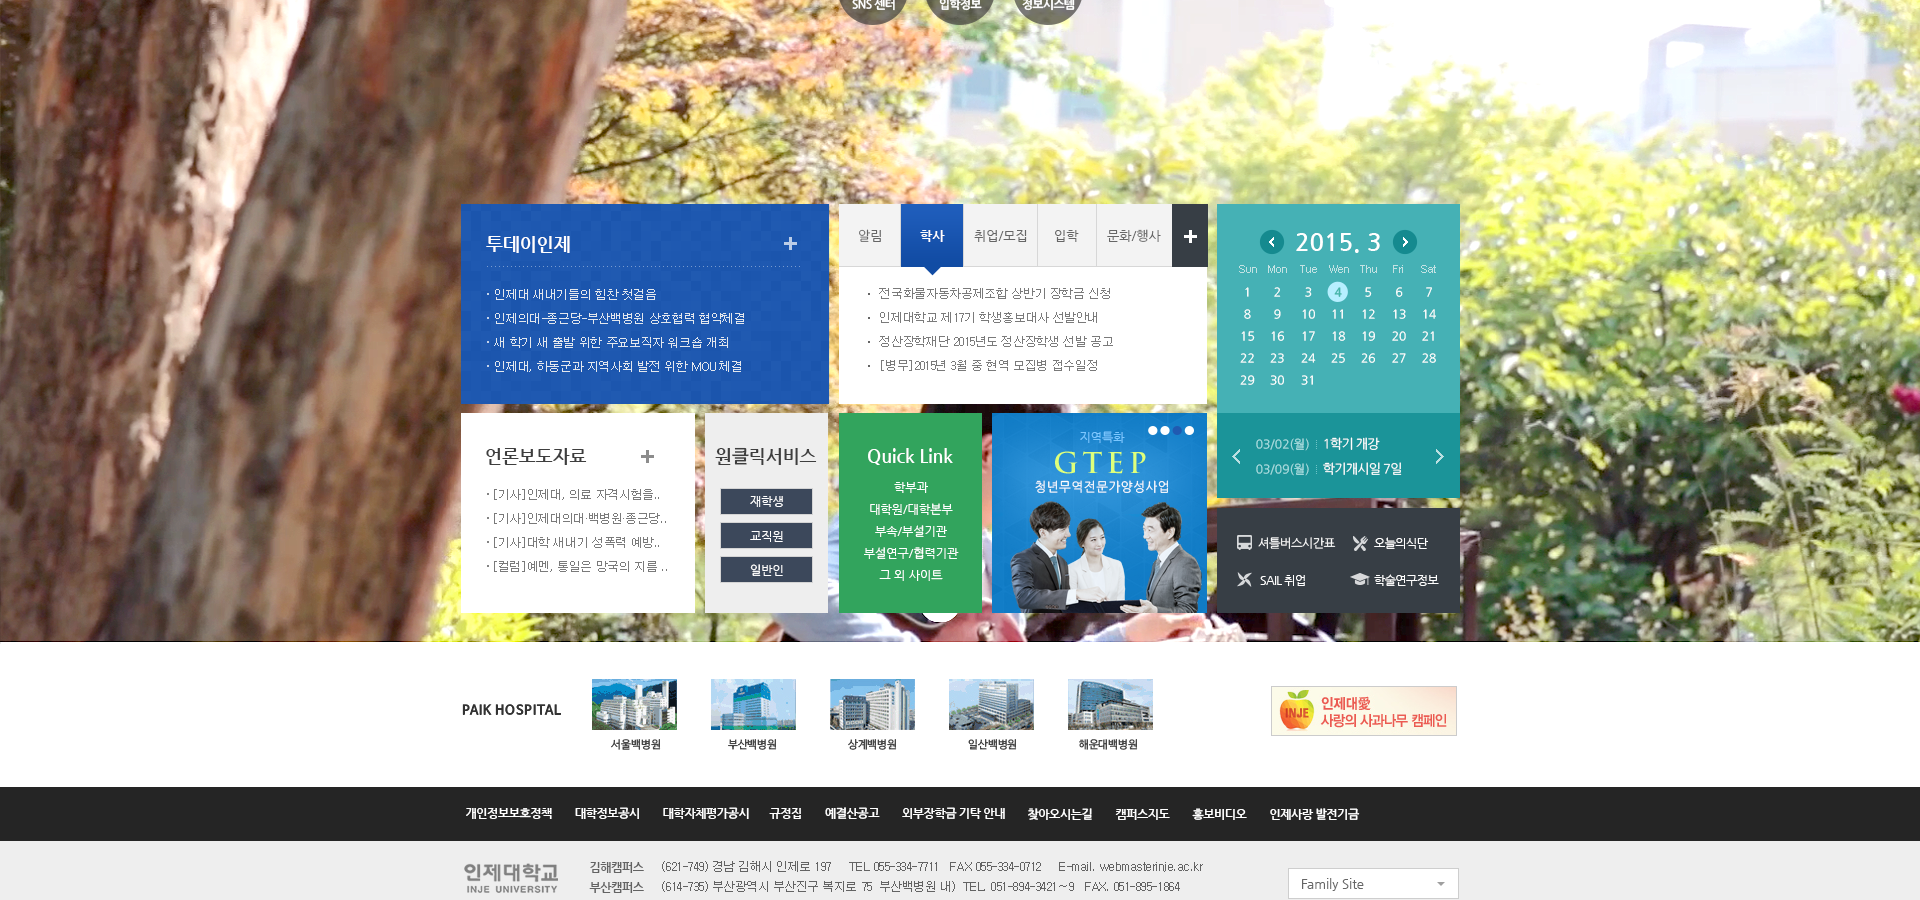 SNS 센터
입학정보
정보시스템
투데이인제
· 인제대 새내기들의 힘찬 첫걸음
· 인제의대-종근당-부산백병원 상호협력 협약체결
· 새 학기 새 출발 위한 주요보직자 워크숍 개최
· 인제대, 하동군과 지역사회 발전 위한 MOU 체결
알림
학사
취업/모집
입학
문화/행사
· 전국화물자동차공제조합 상반기 장학금 신청
· 인제대학교 제17기 학생홍보대사 선발안내
· 정산장학재단 2015년도 정산장학생 선발 공고
· [병무]2015년 3월 중 현역 모집병 접수일정
2015. 3
Sun Mon Tue Wen Thu Fri Sat
1 2 3 4 5 6 7
8 9 10 11 12 13 14
15 16 17 18 19 20 21
22 23 24 25 26 27 28
29 30 31
03/02(월) 1학기 개강
03/09(월) 학기개시일 7일
언론보도자료
· [기사]인제대, 의료 자격시험을..
· [기사]인제대의대·백병원·종근당..
· [기사]대학 새내기 성폭력 예방..
· [컬럼]예멘, 통일은 망국의 지름 ..
원클릭서비스
재학생
교직원
일반인
Quick Link
학부과
대학원/대학본부
부속/부설기관
부설연구/협력기관
그 외 사이트
지역특화
GTEP
청년무역전문가양성사업
셔틀버스시간표
오늘의식단
SAIL 취업
학술연구정보
PAIK HOSPITAL
서울백병원
부산백병원
상계백병원
일산백병원
해운대백병원
INJE
인제대愛
사랑의 사과나무 캠페인
개인정보보호정책
대학정보공시
대학자체평가공시
규정집
예결산공고
외부장학금 기탁 안내
찾아오시는길
캠퍼스지도
홍보비디오
인제사랑 발전기금
인제대학교
INJE UNIVERSITY
김해캠퍼스 (621-749) 경남 김해시 인제로 197 TEL 055-334-7711 FAX 055-334-0712 E-mail. webmasterinje.ac.kr
부산캠퍼스 (614-735) 부산광역시 부산진구 복지로 75 부산백병원 내) TEL. 051-894-3421~9 FAX. 051-895-1864
Family Site